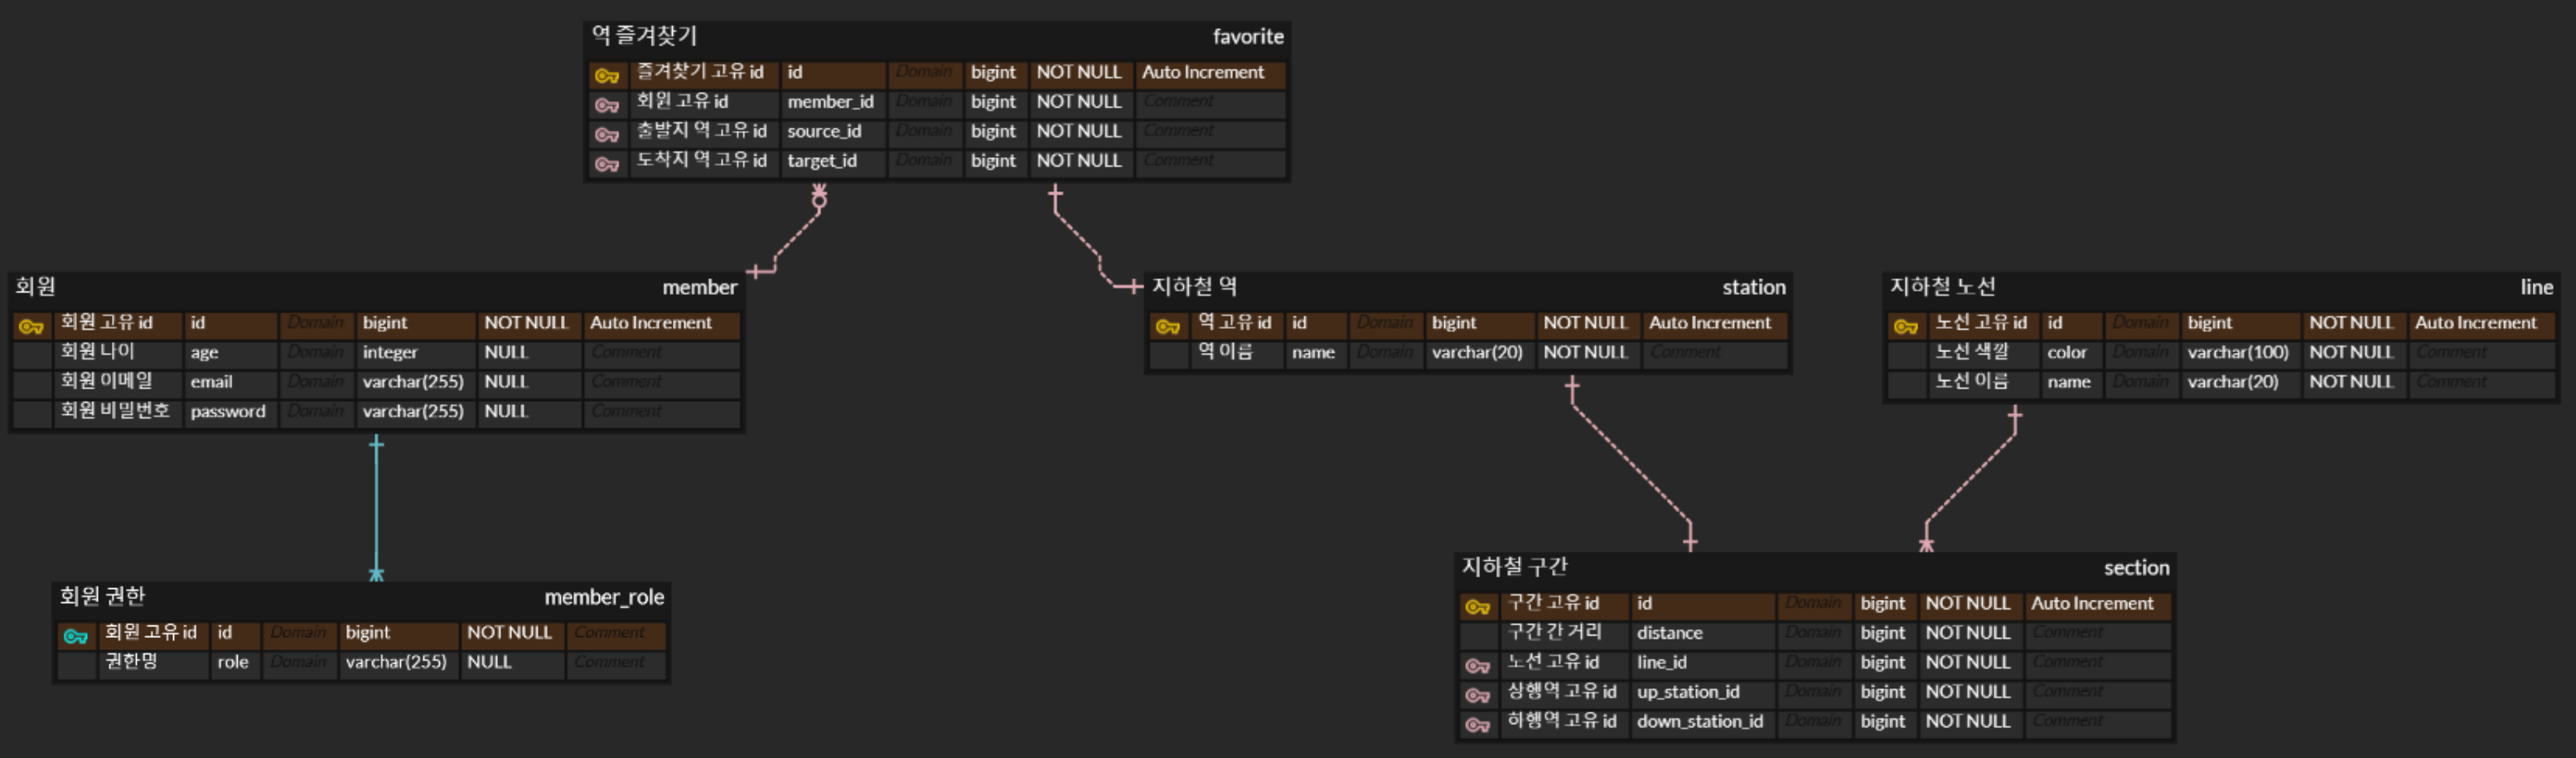 역 즐겨찾기 favorite
즐겨찾기 고유 id id Domain bigint NOT NULL Auto Increment
회원 고유 id member_id Domain bigint NOT NULL Comment
출발지 역 고유 id source_id Domain bigint NOT NULL Comment
도착지 역 고유 id target_id Domain bigint NOT NULL Comment
회원 member
회원 고유 id id Domain bigint NOT NULL Auto Increment
회원 나이 age Domain integer NULL Comment
회원 이메일 email Domain varchar(255) NULL Comment
회원 비밀번호 password Domain varchar(255) NULL Comment
지하철 역 station
역 고유 id id Domain bigint NOT NULL Auto Increment
역 이름 name Domain varchar(20) NOT NULL Comment
지하철 노선 line
노선 고유 id id Domain bigint NOT NULL Auto Increment
노선 색깔 color Domain varchar(100) NOT NULL Comment
노선 이름 name Domain varchar(20) NOT NULL Comment
회원 권한 member_role
회원 고유 id id Domain bigint NOT NULL Comment
권한명 role Domain varchar(255) NULL Comment
지하철 구간 section
구간 고유 id id Domain bigint NOT NULL Auto Increment
구간 간 거리 distance Domain bigint NOT NULL Comment
노선 고유 id line_id Domain bigint NOT NULL Comment
상행역 고유 id up_station_id Domain bigint NOT NULL Comment
하행역 고유 id down_station_id Domain bigint NOT NULL Comment